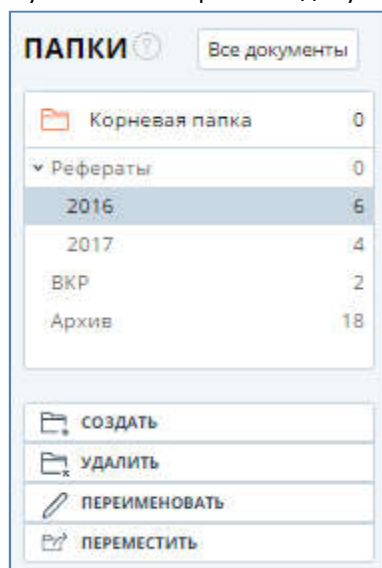 ПАПКИ ? Все документы
Корневая папка 0
Рефераты 0
2016 6
2017 4
ВКР 2
Архив 18
СОЗДАТЬ
УДАЛИТЬ
ПЕРЕИМЕНОВАТЬ
ПЕРЕМЕСТИТЬ